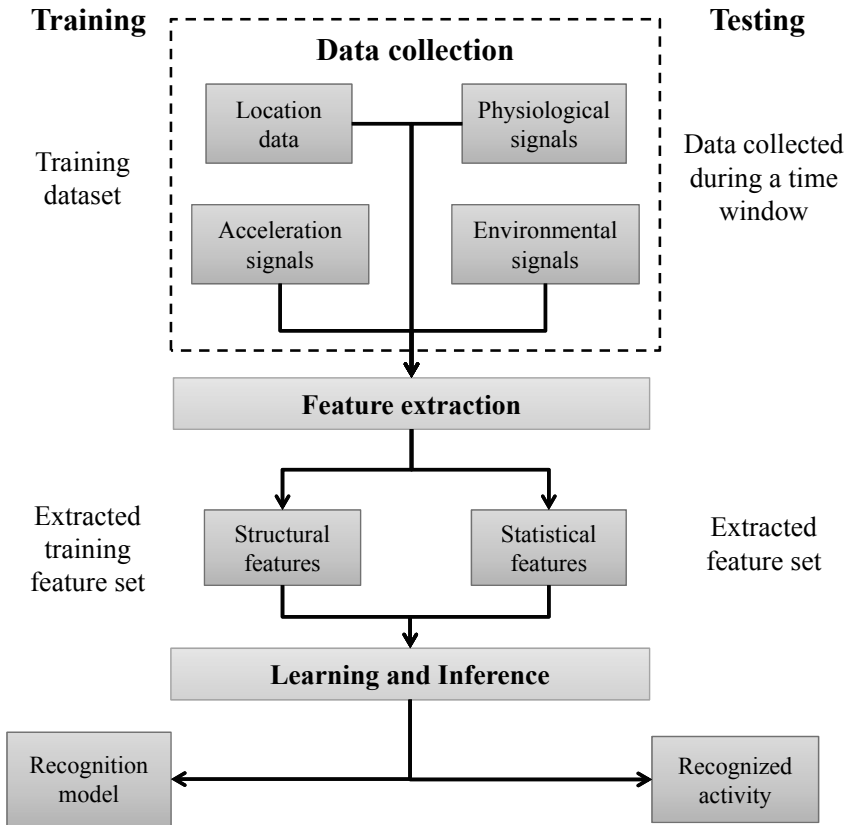 Training
Testing
Data collection
Location
data
Physiological
signals
Training
dataset
Data collected
during a time
window
Acceleration
signals
Environmental
signals
Feature extraction
Extracted
training
feature set
Structural
features
Statistical
features
Extracted
feature set
Learning and Inference
Recognition
model
Recognized
activity